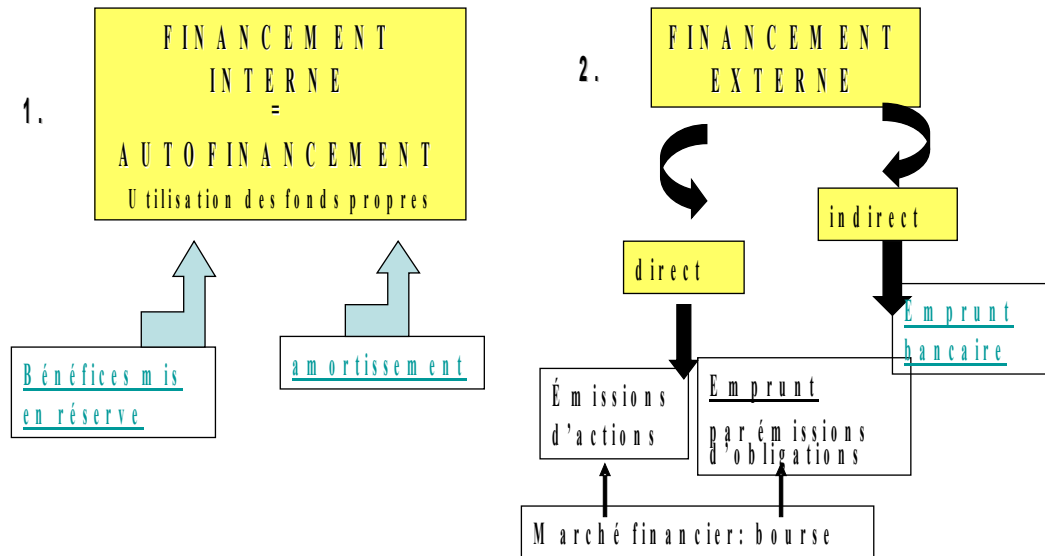 1.
FINANCEMENT
INTERNE
=
AUTOFINANCEMENT
Utilisation des fonds propres
Bénéfices mis
en réserve
amortissement
2.
FINANCEMENT
EXTERNE
direct
indirect
Émissions
d’actions
Emprunt
par émissions
d’obligations
Emprunt
bancaire
Marché financier: bourse